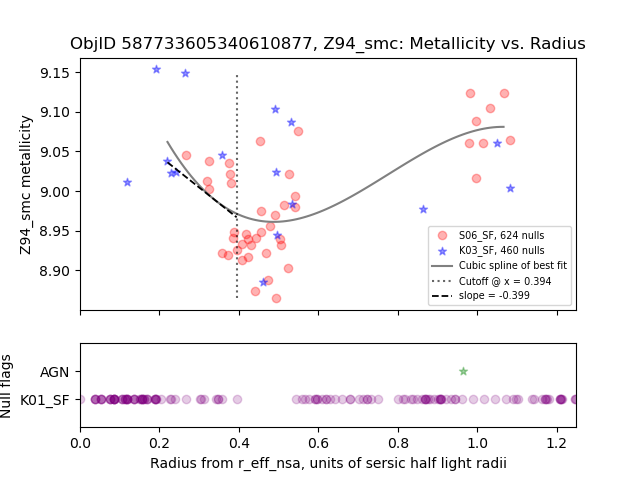 ObjID 587733605340610877, Z94_smc: Metallicity vs. Radius
Z94_smc metallicity
9.15
9.10
9.05
9.00
8.95
8.90
S06_SF, 624 nulls
K03_SF, 460 nulls
Cubic spline of best fit
Cutoff @ x = 0.394
slope = -0.399
Null flags
AGN
K01_SF
0.0 0.2 0.4 0.6 0.8 1.0 1.2
Radius from r_eff_nsa, units of sersic half light radii